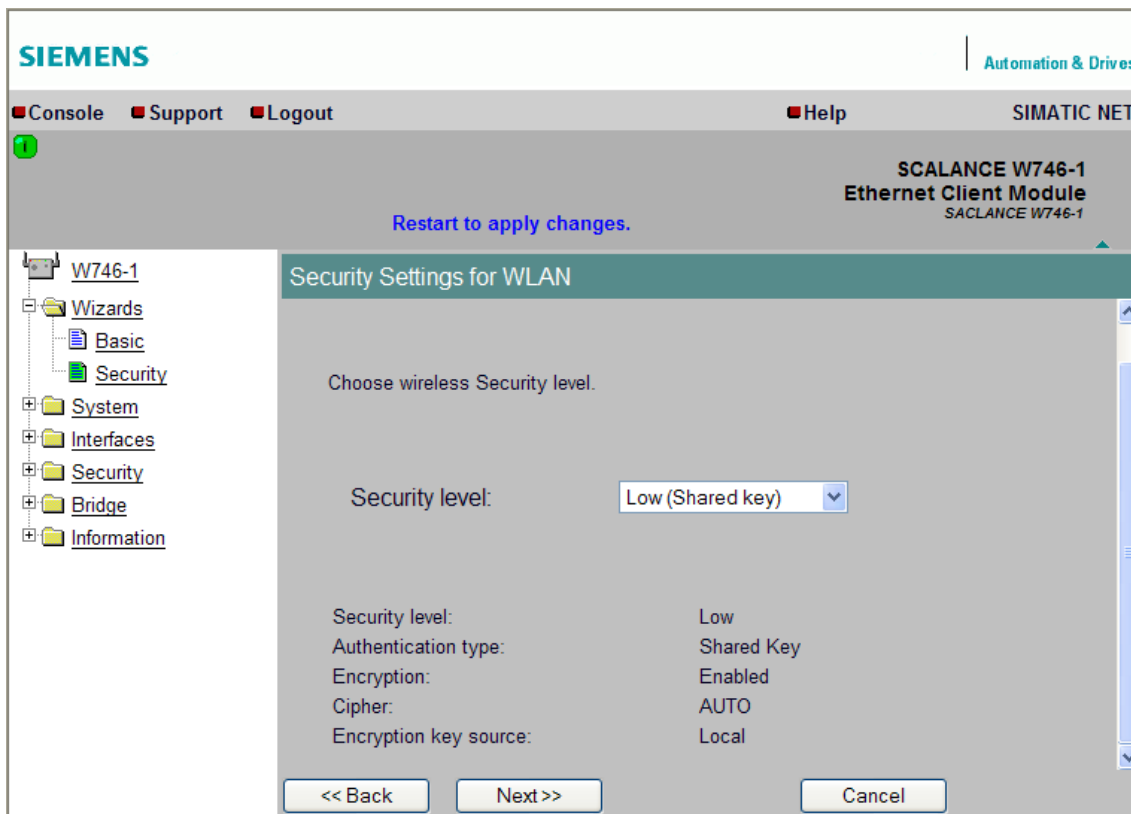 SIEMENS
Automation & Drives
Console Support Logout Help SIMATIC NET
SCALANCE W746-1
Ethernet Client Module
SACLANCE W746-1
Restart to apply changes.
W746-1
Wizards
Basic
Security
System
Interfaces
Security
Bridge
Information
Security Settings for WLAN
Choose wireless Security level.
Security level: Low (Shared key)
Security level: Low
Authentication type: Shared Key
Encryption: Enabled
Cipher: AUTO
Encryption key source: Local
<< Back Next >> Cancel